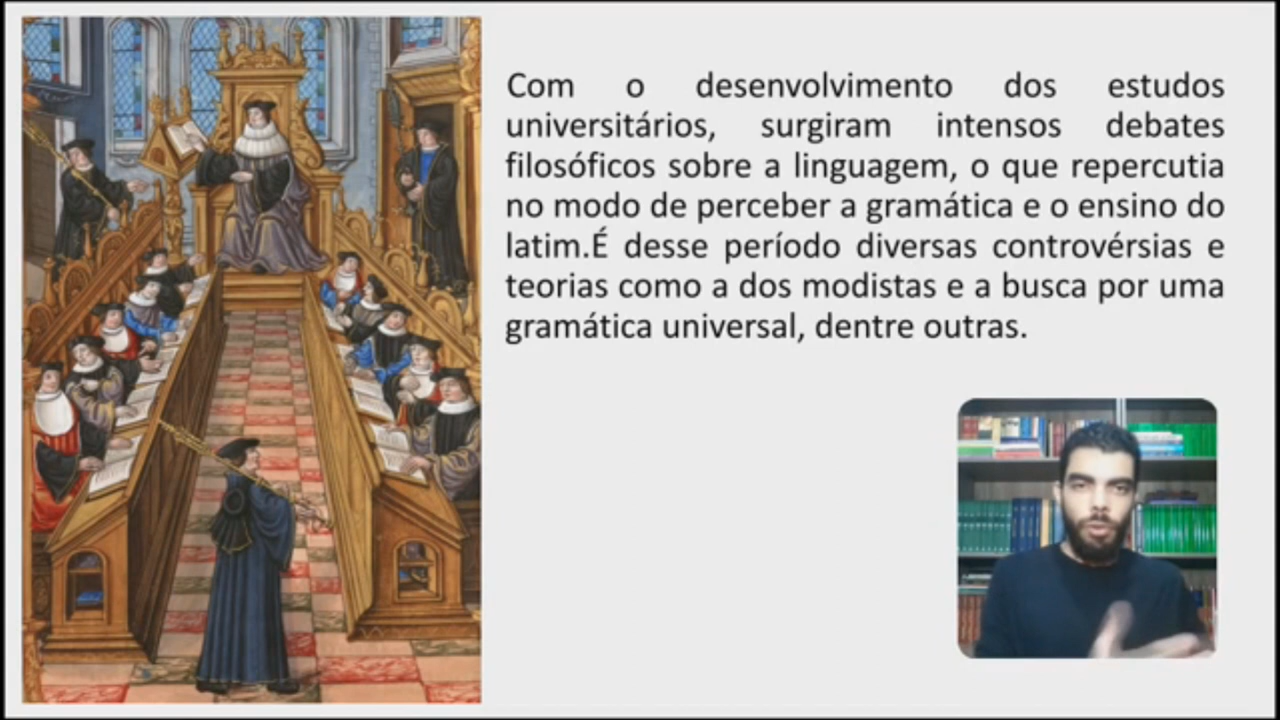 Com o desenvolvimento dos estudos
universitários, surgiram intensos debates
filosóficos sobre a linguagem, o que repercutia
no modo de perceber a gramática e o ensino do
latim.É desse período diversas controvérsias e
teorias como a dos modistas e a busca por uma
gramática universal, dentre outras.